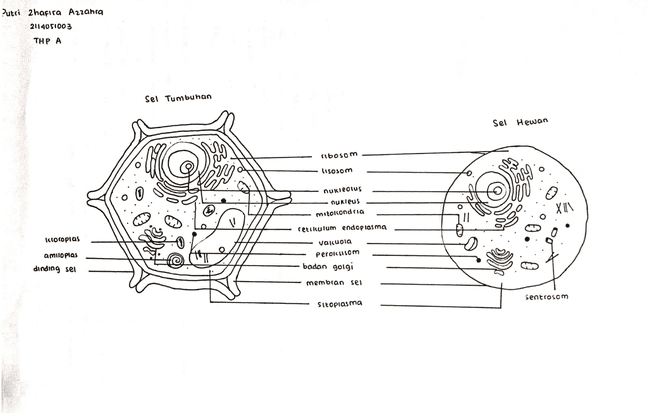 Putri Zhafira Azzahra
2114051003
THP A
Sel Tumbuhan
Sel Hewan
ribosom
lisosom
nukleolus
nukleus
mitokondria
retikulum endoplasma
vakuola
peroksisom
badan golgi
membran sel
sitoplasma
kloroplas
amiloplas
dinding sel
sentrosom